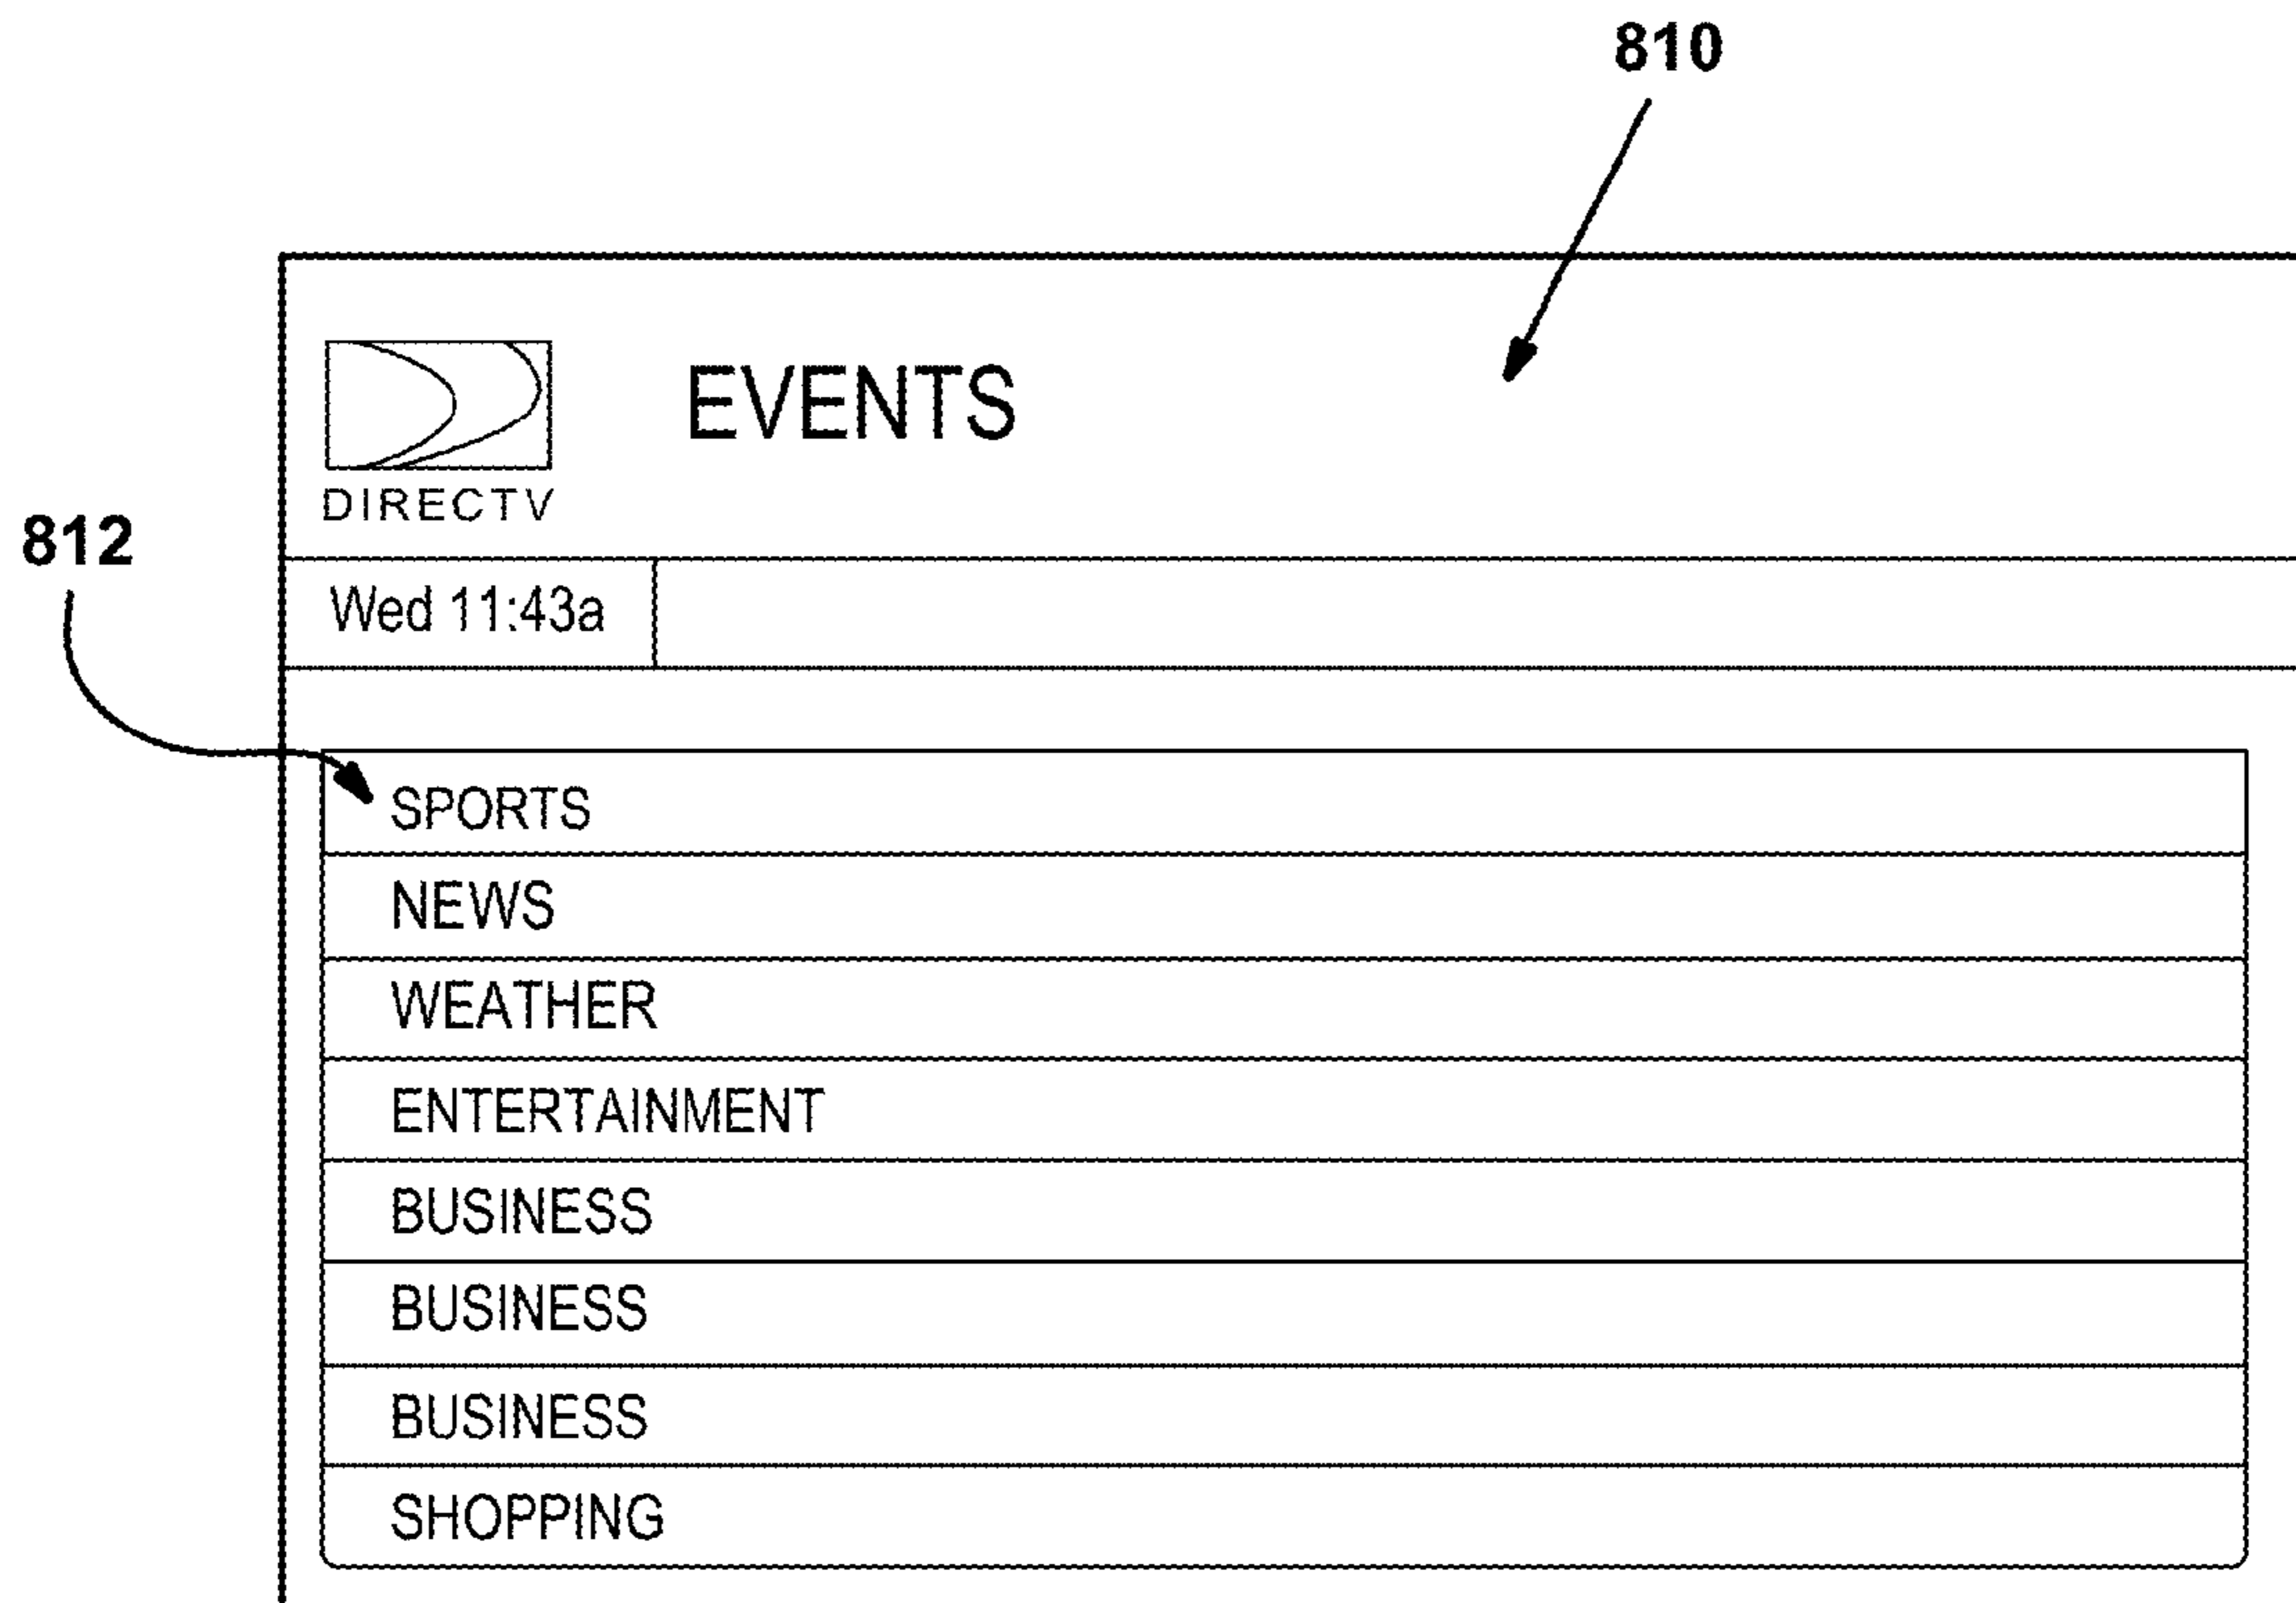 810
EVENTS
DIRECTV
812
Wed 11:43a
SPORTS
NEWS
WEATHER
ENTERTAINMENT
BUSINESS
BUSINESS
BUSINESS
SHOPPING